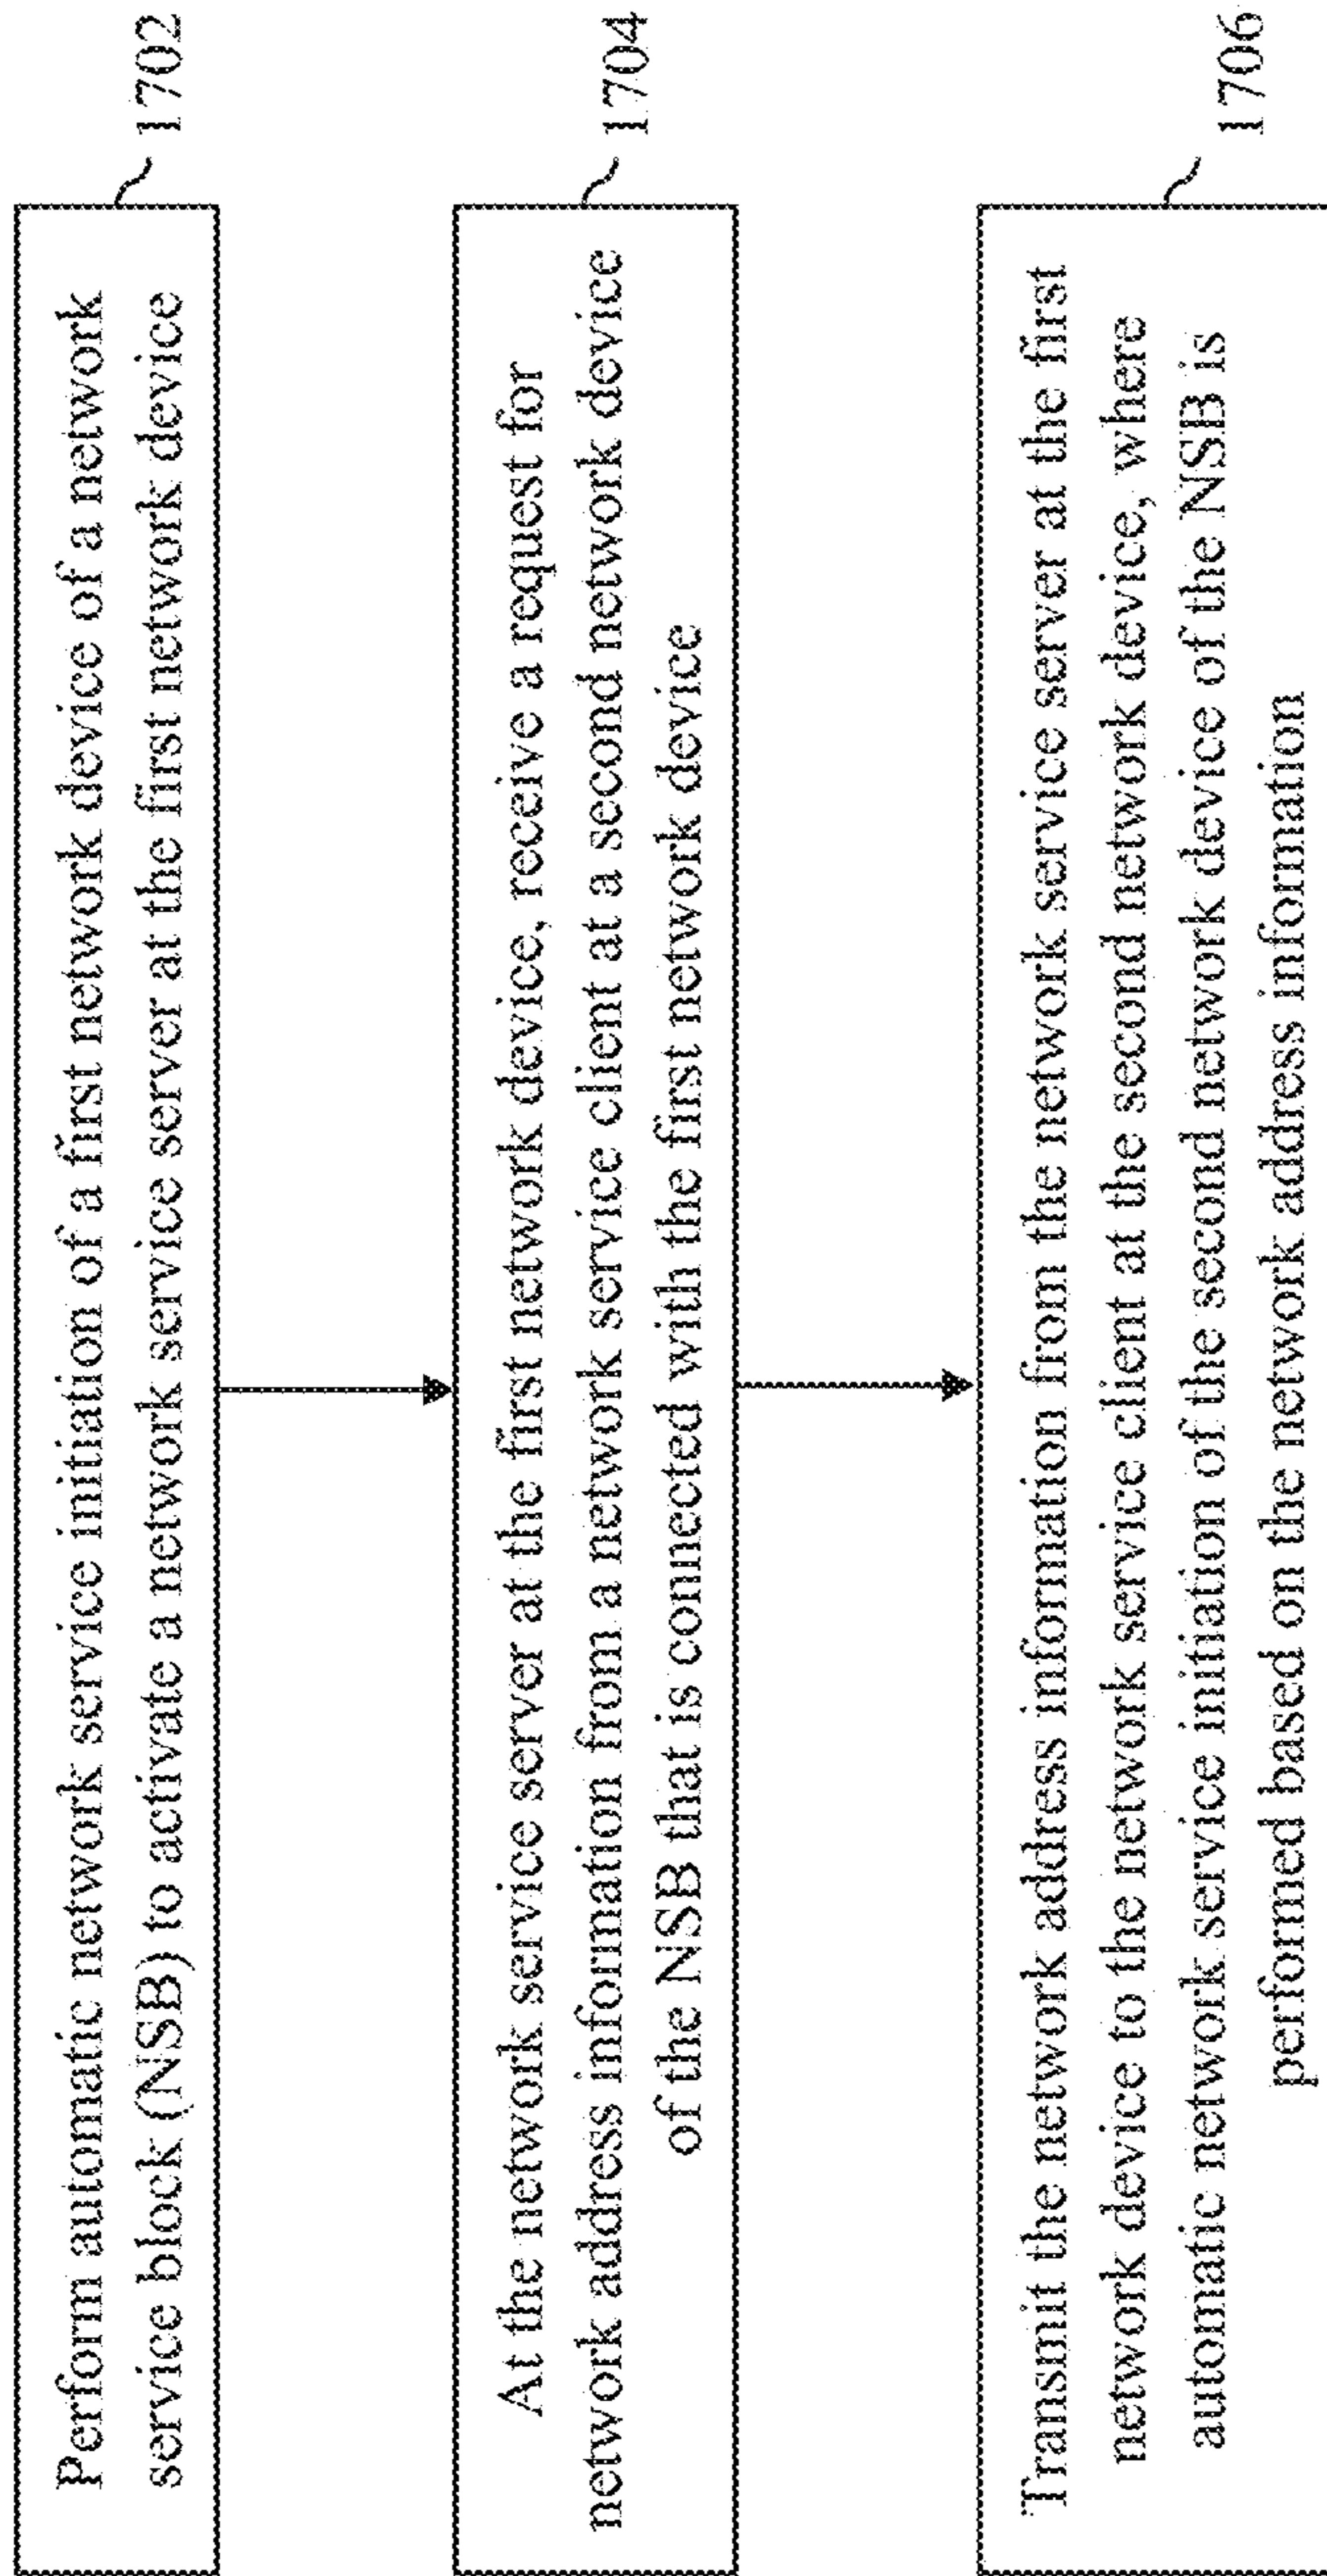 Perform automatic network service initiation of a first network device of a network
service block (NSB) to activate a network service server at the first network device
1702
At the network service server at the first network device, receive a request for
network address information from a network service client at a second network device
of the NSB that is connected with the first network device
1704
Transmit the network address information from the network service server at the first
network device to the network service client at the second network device, where
automatic network service initiation of the second network device of the NSB is
performed based on the network address information
1706